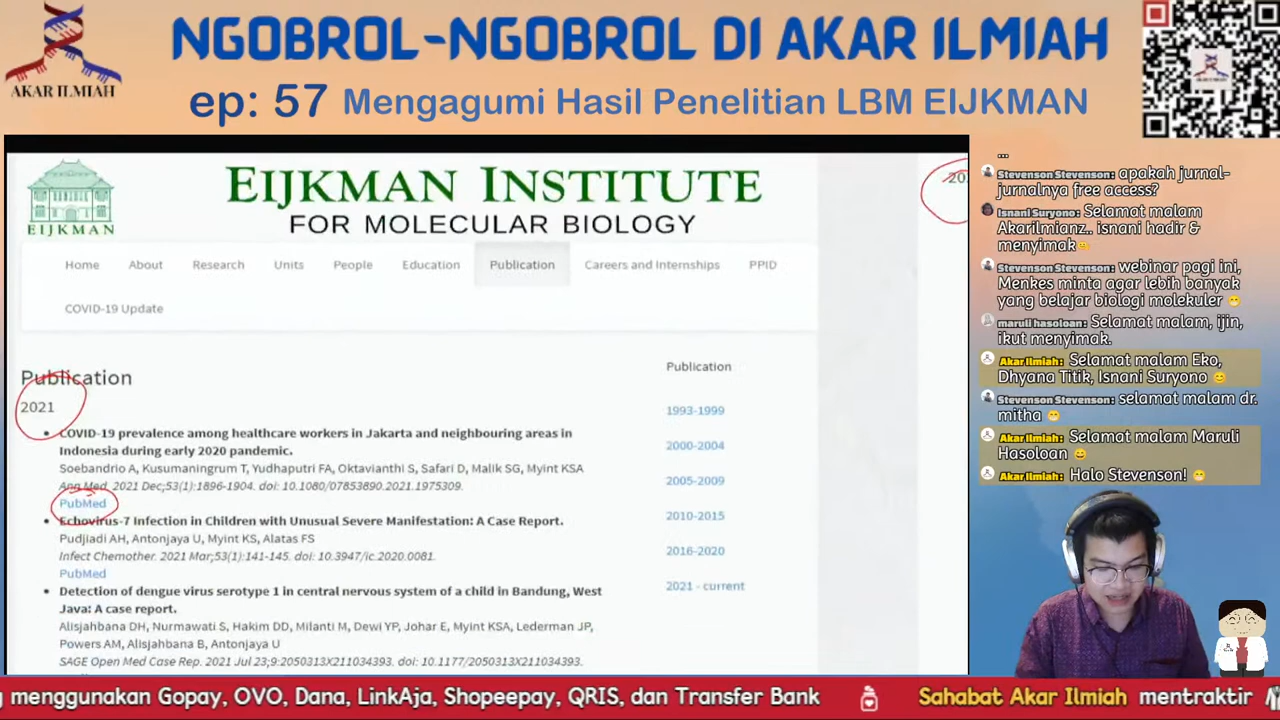 AKAR ILMIAH
NGOBROL-NGOBROL DI AKAR ILMIAH
ep: 57 Mengagumi Hasil Penelitian LBM EIJKMAN
EIJKMAN
EIJKMAN INSTITUTE
FOR MOLECULAR BIOLOGY
Home About Research Units People Education Publication Careers and Internships PPID
COVID-19 Update
Publication
2021
COVID-19 prevalence among healthcare workers in Jakarta and neighbouring areas in
Indonesia during early 2020 pandemic.
Soebandrio A, Kusumaningrum T, Yudhaputri FA, Oktavianthi S, Safari D, Malik SG, Myint KSA
Ann Med. 2021 Dec;53(1):1896-1904. doi: 10.1080/07853890.2021.1975309.
PubMed
Echovirus-7 Infection in Children with Unusual Severe Manifestation: A Case Report.
Pudjiadi AH, Antonjaya U, Myint KS, Alatas FS
Infect Chemother. 2021 Mar;53(1):141-145. doi: 10.3947/ic.2020.0081.
PubMed
Detection of dengue virus serotype 1 in central nervous system of a child in Bandung, West
Java: A case report.
Alisjahbana DH, Nurmawati S, Hakim DD, Milanti M, Dewi YP, Johar E, Myint KSA, Lederman JP,
Powers AM, Alisjahbana B, Antonjaya U
SAGE Open Med Case Rep. 2021 Jul 23;9:2050313X211034393. doi: 10.1177/2050313X211034393.
Publication
1993-1999
2000-2004
2005-2009
2010-2015
2016-2020
2021 - current
20
...
Stevenson Stevenson: apakah jurnal-
jurnalnya free access?
Isnani Suryono: Selamat malam
Akarilmianz.. isnani hadir &
menyimak
Stevenson Stevenson: webinar pagi ini,
Menkes minta agar lebih banyak
yang belajar biologi molekuler 😁
maruli hasoloan: Selamat malam, ijin,
ikut menyimak.
Akar Ilmiah: Selamat malam Eko,
Dhyana Titik, Isnani Suryono 😊
Stevenson Stevenson: selamat malam dr.
mitha 😁
Akar Ilmiah: Selamat malam Maruli
Hasoloan 😄
Akar Ilmiah: Halo Stevenson! 😁
g menggunakan Gopay, OVO, Dana, LinkAja, Shopeepay, QRIS, dan Transfer Bank Sahabat Akar Ilmiah mentraktir